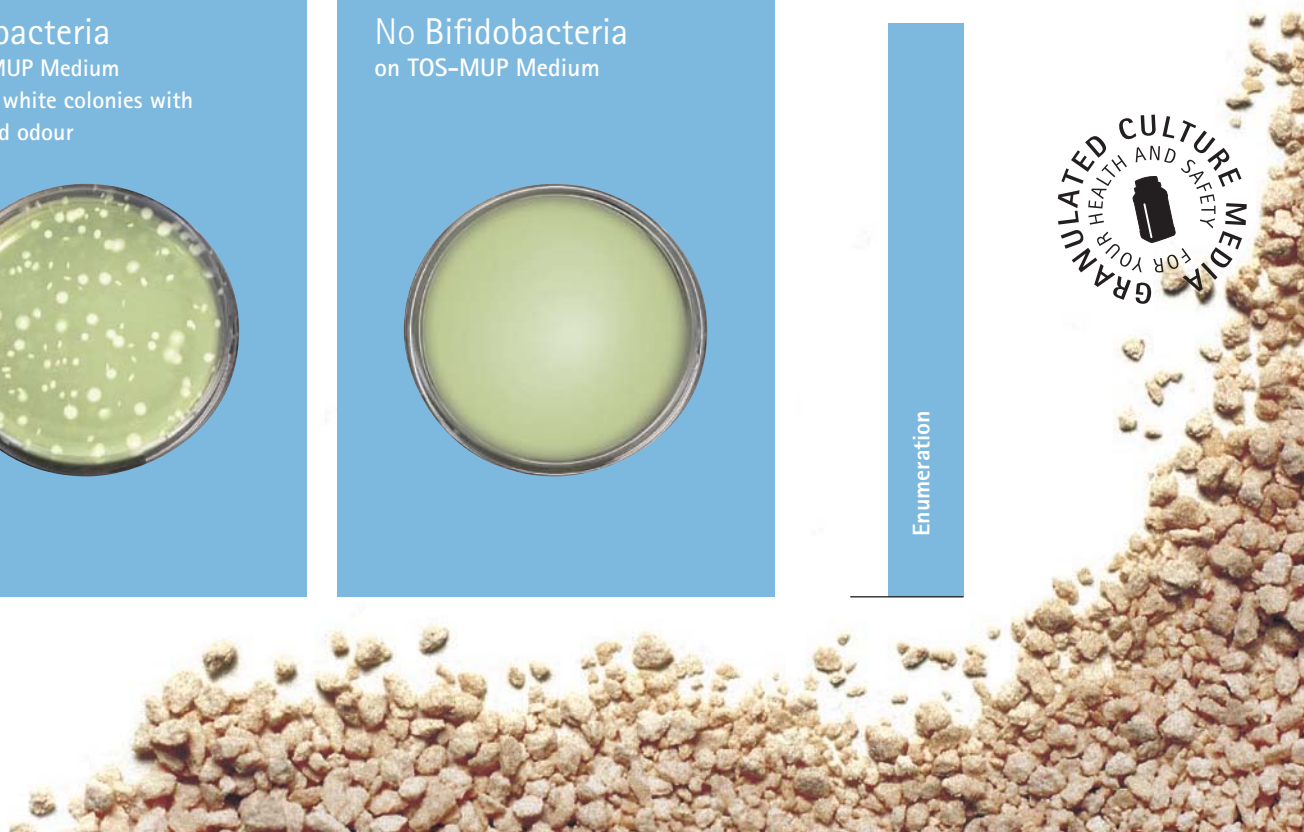 bacteria
MUP Medium
white colonies with
d odour
No Bifidobacteria
on TOS-MUP Medium
Enumeration
GRANULATED CULTURE MEDIA
FOR YOUR HEALTH AND SAFETY